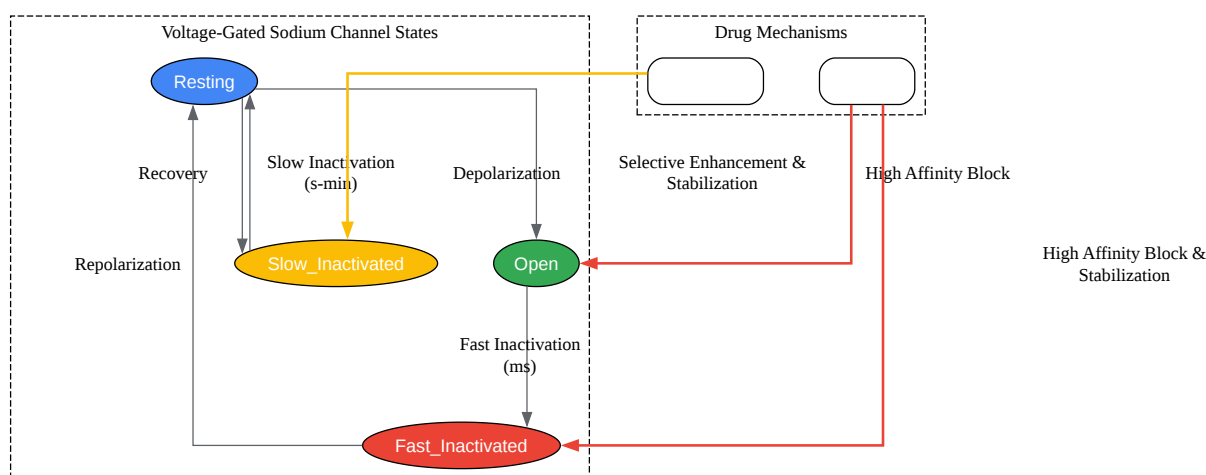 Voltage-Gated Sodium Channel States
Drug Mechanisms
Resting
Recovery
Slow Inactivation
(s-min)
Depolarization
Selective Enhancement &
Stabilization
High Affinity Block
Repolarization
Slow_Inactivated
Open
High Affinity Block &
Stabilization
Fast Inactivation
(ms)
Fast_Inactivated